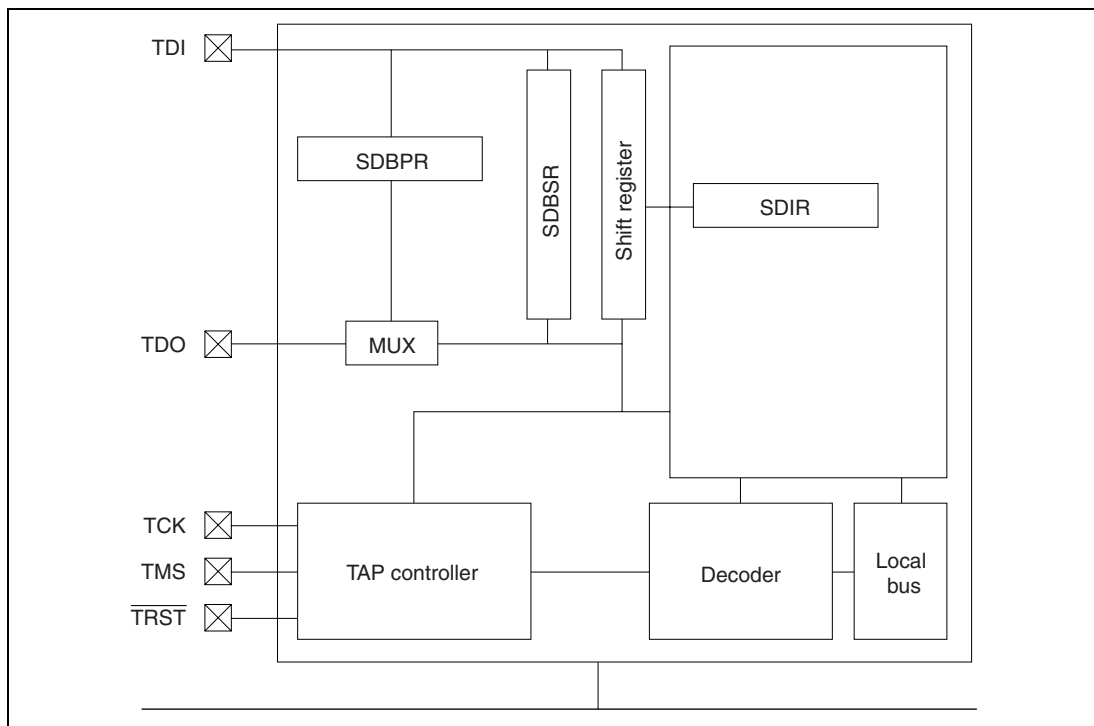 TDI
SDBPR
SDBSR
Shift register
SDIR
TDO
MUX
TCK
TMS
TRST
TAP controller
Decoder
Local
bus